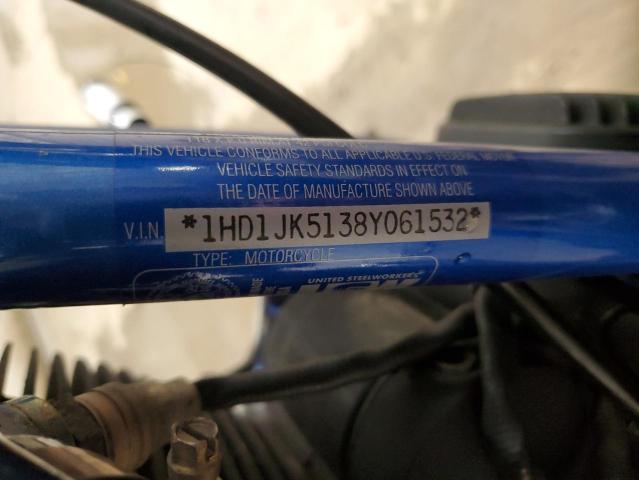 THIS VEHICLE CONFORMS TO ALL APPLICABLE U.S. FEDERAL MOTOR
VEHICLE SAFETY STANDARDS IN EFFECT ON
THE DATE OF MANUFACTURE SHOWN ABOVE
V.I.N. *1HD1JK5138Y061532*
TYPE: MOTORCYCLE
UNITED STEELWORKERS